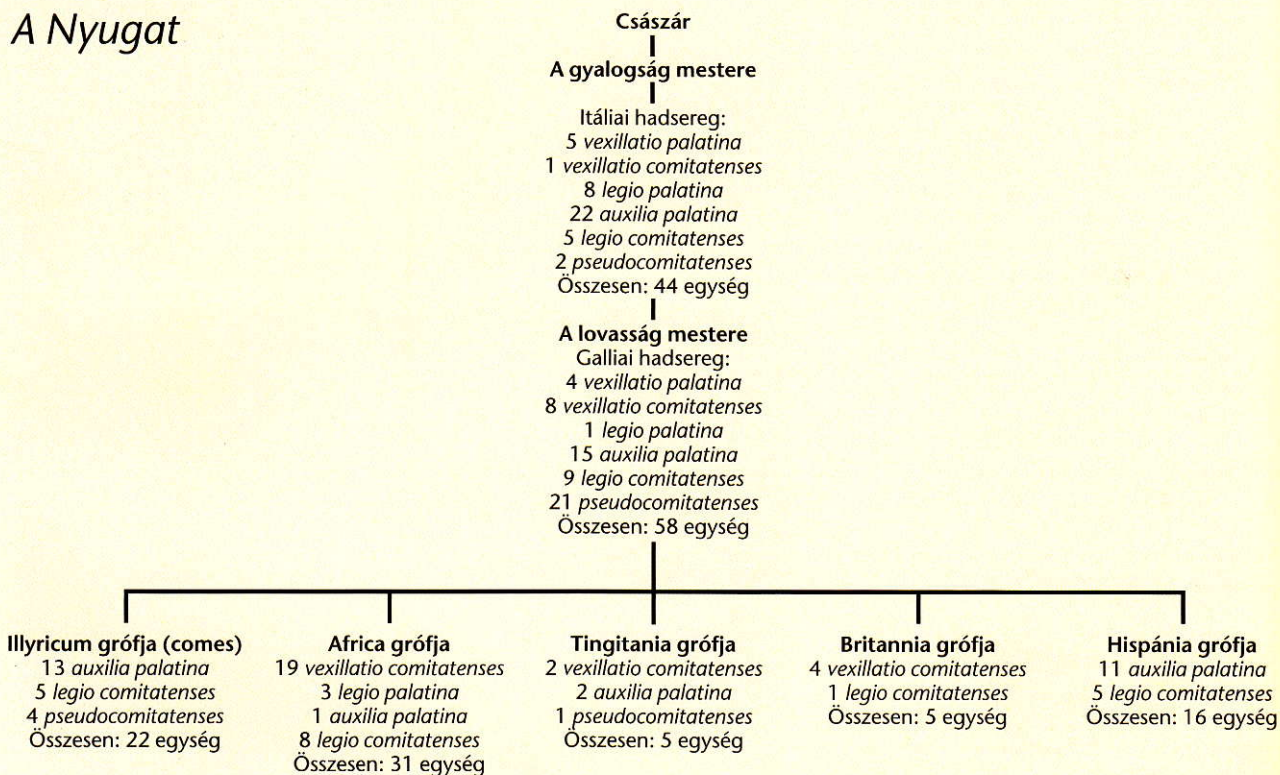 A Nyugat
Császár
A gyalogság mestere
Itáliai hadsereg:
5 vexillatio palatina
1 vexillatio comitatenses
8 legio palatina
22 auxilia palatina
5 legio comitatenses
2 pseudocomitatenses
Összesen: 44 egység
A lovasság mestere
Galliai hadsereg:
4 vexillatio palatina
8 vexillatio comitatenses
1 legio palatina
15 auxilia palatina
9 legio comitatenses
21 pseudocomitatenses
Összesen: 58 egység
Illyricum grófja (comes)
13 auxilia palatina
5 legio comitatenses
4 pseudocomitatenses
Összesen: 22 egység
Africa grófja
19 vexillatio comitatenses
3 legio palatina
1 auxilia palatina
8 legio comitatenses
Összesen: 31 egység
Tingitania grófja
2 vexillatio comitatenses
2 auxilia palatina
1 pseudocomitatenses
Összesen: 5 egység
Britannia grófja
4 vexillatio comitatenses
1 legio comitatenses
Összesen: 5 egység
Hispánia grófja
11 auxilia palatina
5 legio comitatenses
Összesen: 16 egység